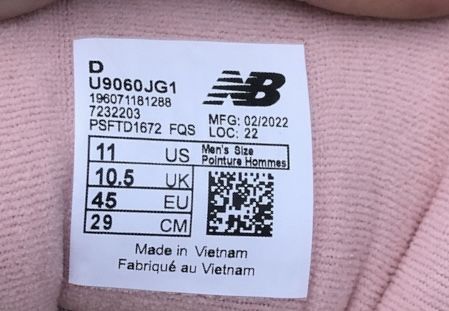 D
U9060JG1
196071181288
7232203
PSFTD1672 FQS
NB
MFG: 02/2022
LOC: 22
11 US
Men's Size
Pointure Hommes
10.5 UK
45 EU
29 CM
Made in Vietnam
Fabriqué au Vietnam